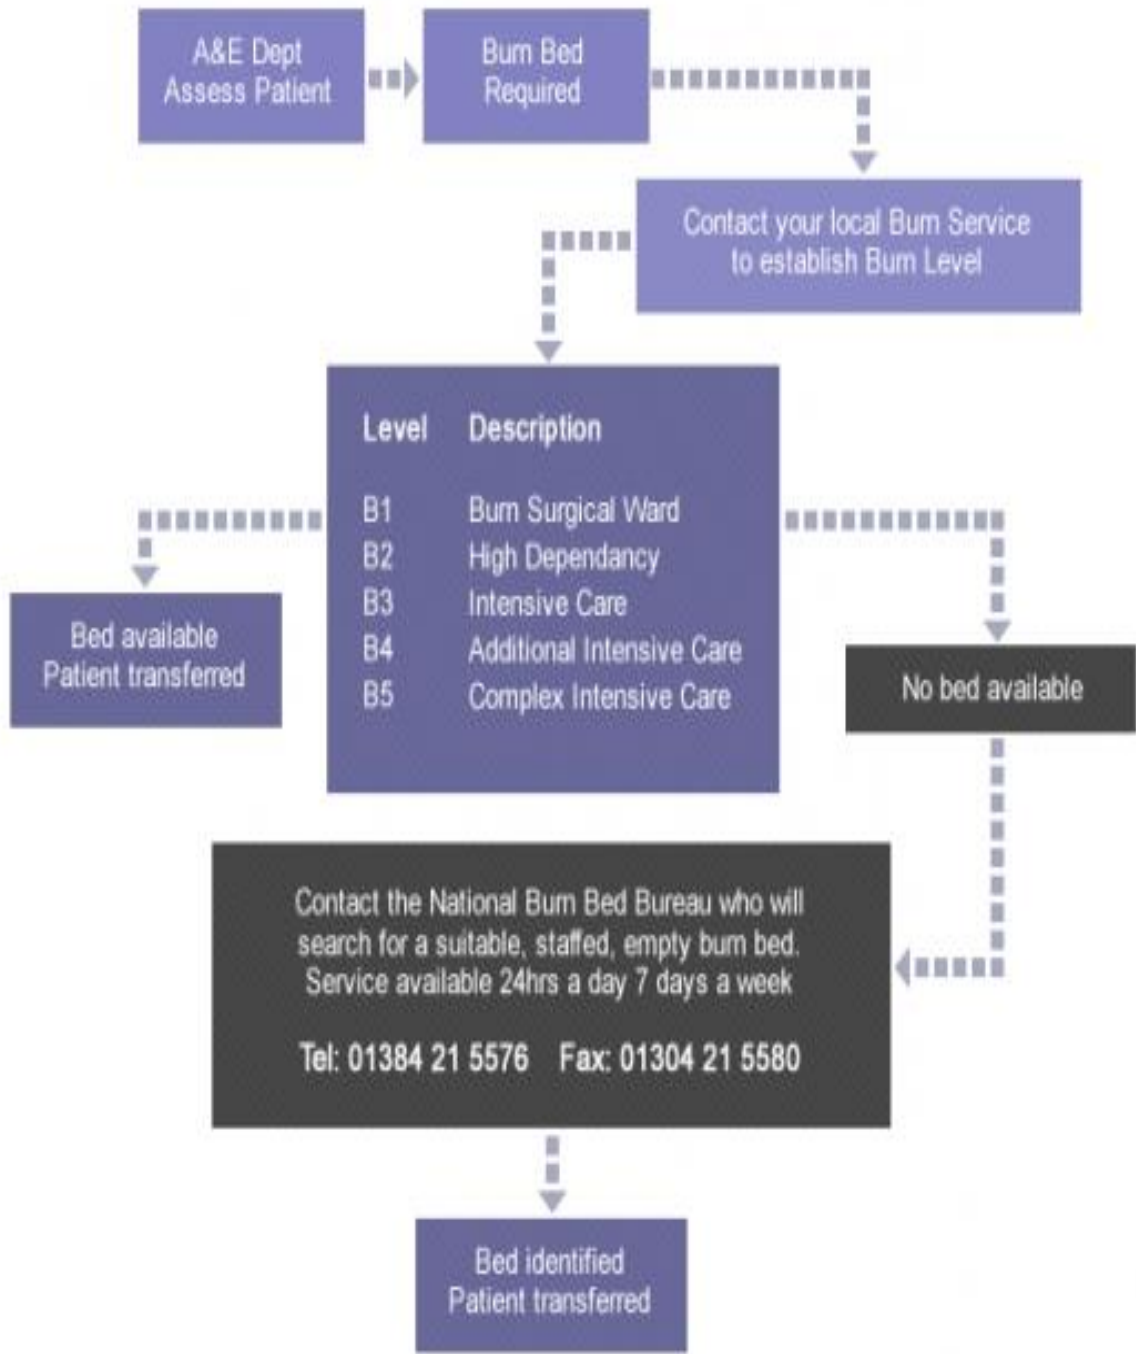 A&E Dept
Assess Patient
Burn Bed
Required
Contact your local Burn Service
to establish Burn Level
Level Description
B1 Burn Surgical Ward
B2 High Dependancy
B3 Intensive Care
B4 Additional Intensive Care
B5 Complex Intensive Care
Bed available
Patient transferred
No bed available
Contact the National Burn Bed Bureau who will
search for a suitable, staffed, empty burn bed.
Service available 24hrs a day 7 days a week
Tel: 01384 21 5576 Fax: 01304 21 5580
Bed identified
Patient transferred